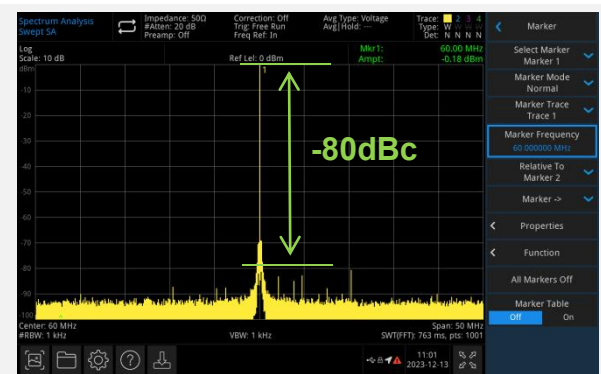 Spectrum Analysis
Swept SA
Impedance: 50Ω
#Atten: 20 dB
Preamp: Off
Correction: Off
Trig: Free Run
Freq Ref: In
Avg Type: Voltage
Avg|Hold: ---
Trace: 1 2 3 4
Type: W W W W
Det: N N N N
Log
Scale: 10 dB
Ref Lel: 0 dBm
Mkr1: 60.00 MHz
Ampt: -0.18 dBm
dBm
1
-10
-20
-30
-40
-50
-60
-70
-80
-90
-100
-80dBc
Center: 60 MHz
#RBW: 1 kHz
VBW: 1 kHz
Span: 50 MHz
SWT(FFT): 763 ms, pts: 1001
11:01
2023-12-13
Marker
Select Marker
Marker 1
Marker Mode
Normal
Marker Trace
Trace 1
Marker Frequency
60.000000 MHz
Relative To
Marker 2
Marker ->
Properties
Function
All Markers Off
Marker Table
Off On